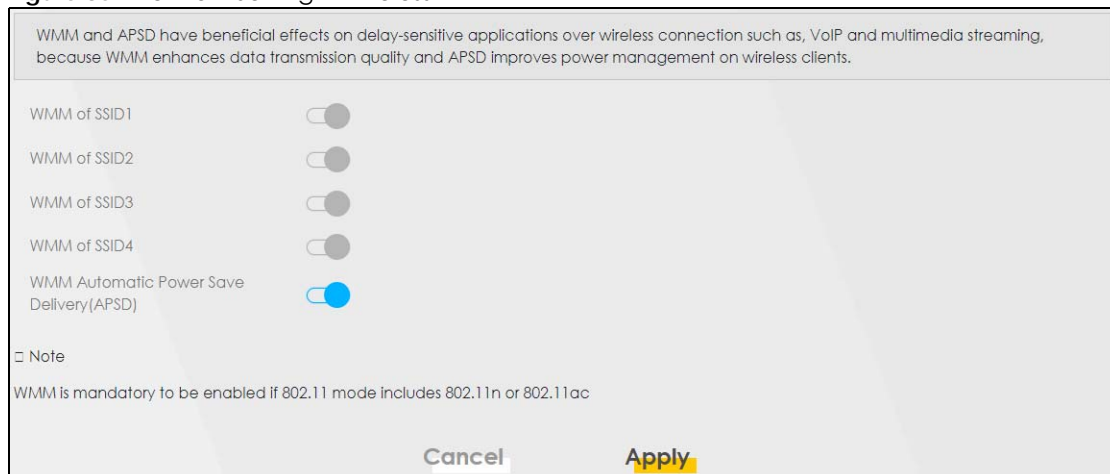 WMM and APSD have beneficial effects on delay-sensitive applications over wireless connection such as, VoIP and multimedia streaming,
because WMM enhances data transmission quality and APSD improves power management on wireless clients.
WMM of SSID1
WMM of SSID2
WMM of SSID3
WMM of SSID4
WMM Automatic Power Save
Delivery(APSD)
□ Note
WMM is mandatory to be enabled if 802.11 mode includes 802.11n or 802.11ac
Cancel Apply